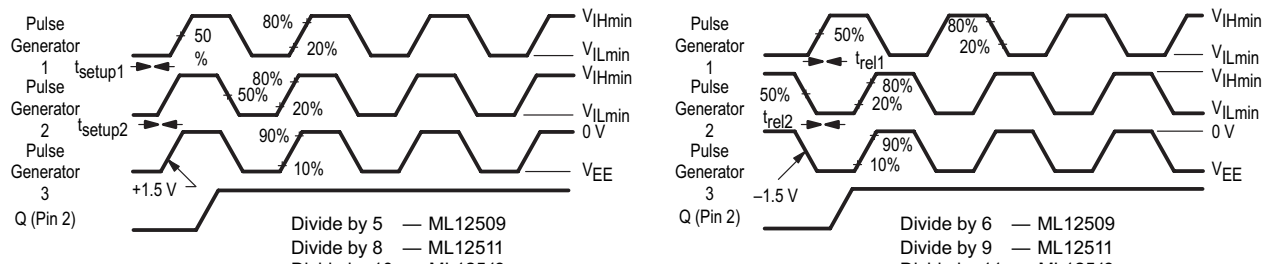 Pulse
Generator
1
50
%
80%
20%
VIHmin
VILmin
tsetup1
Pulse
Generator
2
50%
80%
20%
VIHmin
VILmin
tsetup2
Pulse
Generator
3
90%
10%
0 V
VEE
+1.5 V
Q (Pin 2)
Divide by 5 — ML12509
Divide by 8 — ML12511
Pulse
Generator
1
50%
80%
20%
VIHmin
VILmin
trel1
Pulse
Generator
2
50%
80%
20%
VIHmin
VILmin
trel2
Pulse
Generator
3
90%
10%
0 V
VEE
–1.5 V
Q (Pin 2)
Divide by 6 — ML12509
Divide by 9 — ML12511